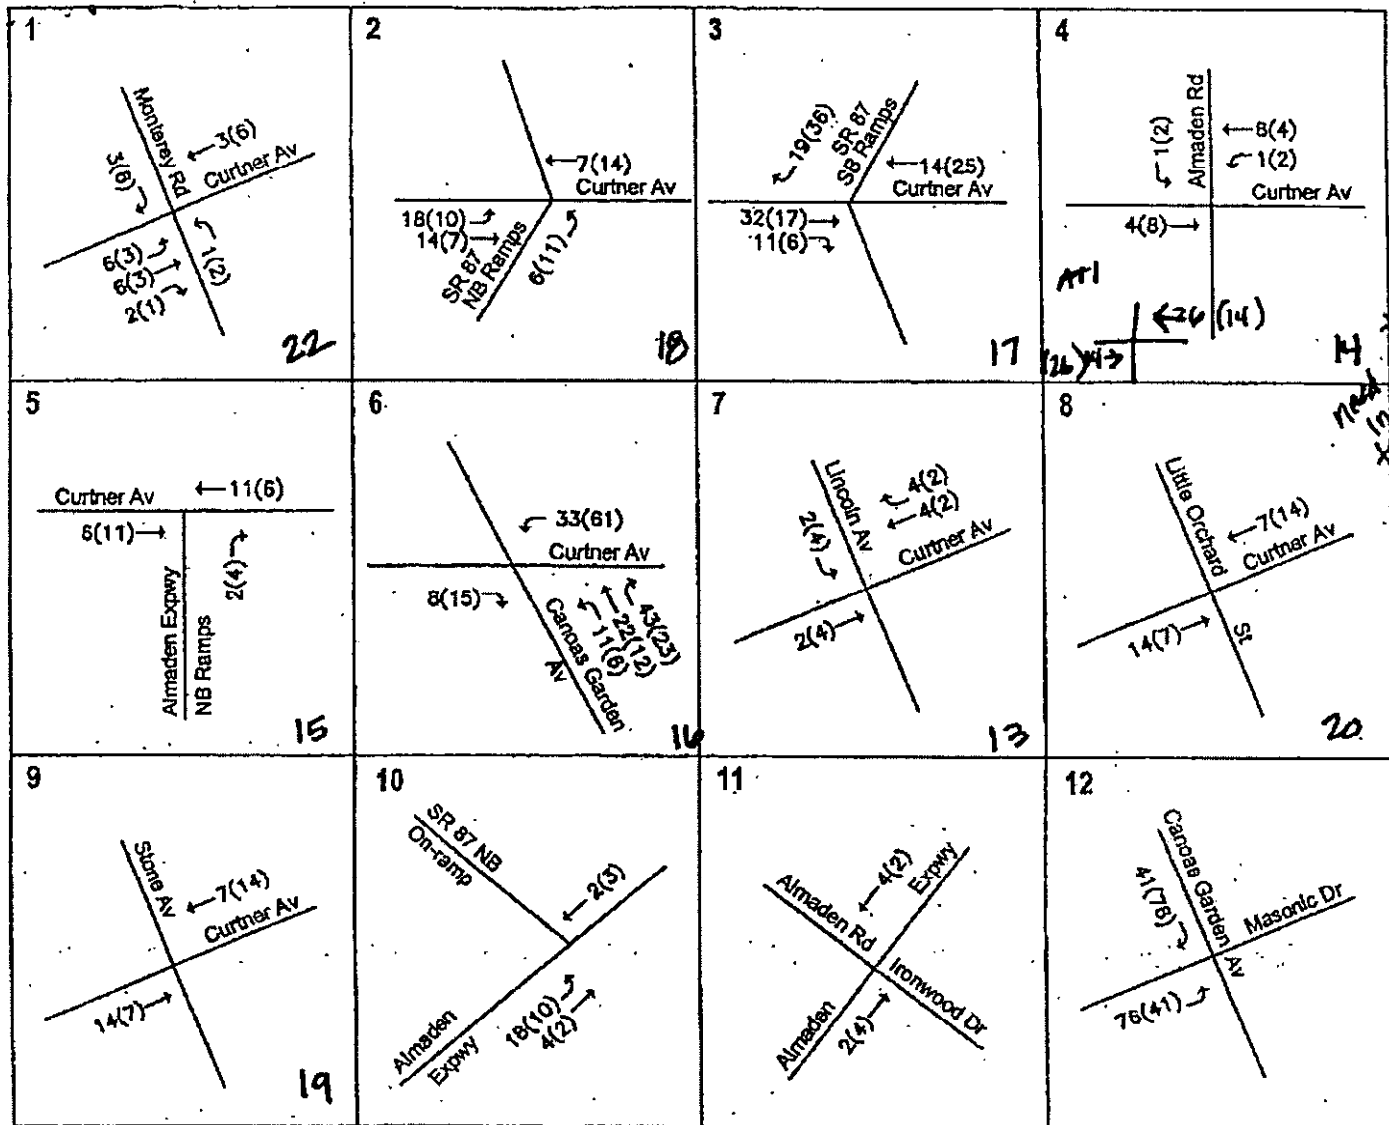 1
Monterey Rd
3(6)
Curtner Av
3(6)
6(3)
6(3)
2(1)
1(2)
22
2
7(14)
Curtner Av
18(10)
14(7)
SR 87
NB Ramps
6(11)
18
3
19(36)
SR 87
SB Ramps
14(25)
Curtner Av
32(17)
11(6)
17
4
1(2)
Almaden Rd
8(4)
1(2)
Curtner Av
4(8)
26 (14)
14
5
Curtner Av
11(6)
6(11)
Almaden Expwy
NB Ramps
2(4)
15
6
33(61)
Curtner Av
8(15)
Canoas Garden
Av
11(6)
22(12)
43(23)
16
7
Lincoln Av
4(2)
4(2)
2(4)
Curtner Av
2(4)
13
8
Little Orchard
St
7(14)
Curtner Av
14(7)
20
9
Stone Av
7(14)
Curtner Av
14(7)
19
10
SR 87 NB
On-ramp
2(3)
Almaden
Expwy
18(10)
4(2)
11
4(2)
Expwy
Almaden Rd
Ironwood Dr
Almaden
2(4)
12
Canoas Garden
Av
41(76)
Masonic Dr
76(41)